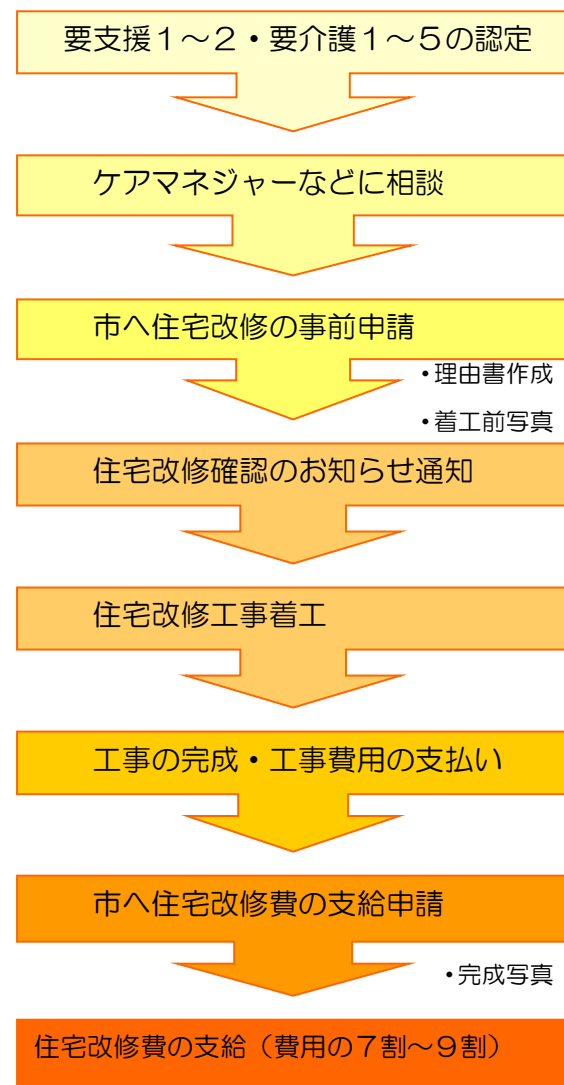 要支援１～２・要介護１～５の認定
ケアマネジャーなどに相談
市へ住宅改修の事前申請
・理由書作成
・着工前写真
住宅改修確認のお知らせ通知
住宅改修工事着工
工事の完成・工事費用の支払い
市へ住宅改修費の支給申請
・完成写真
住宅改修費の支給（費用の７割～９割）